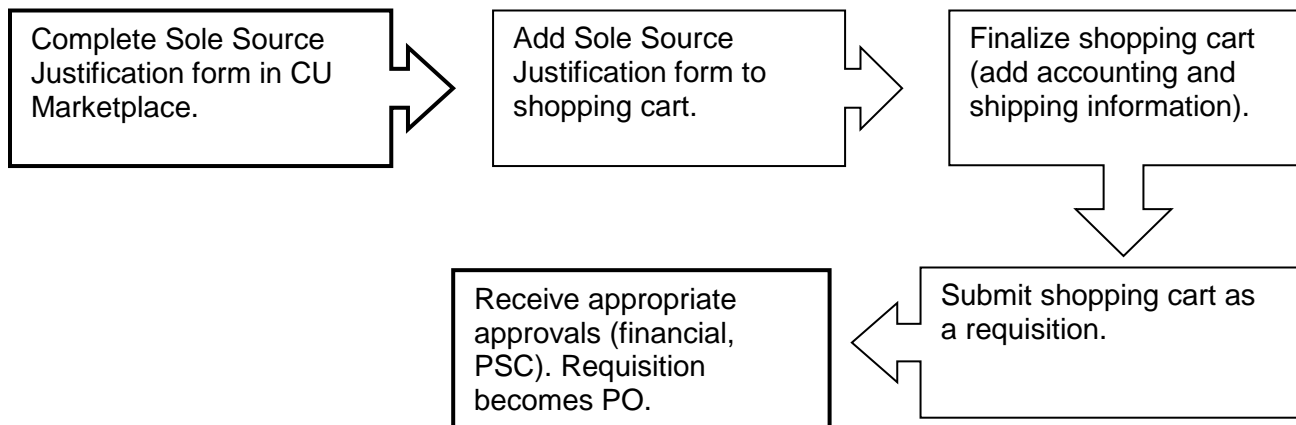 Complete Sole Source
Justification form in CU
Marketplace.
Add Sole Source
Justification form to
shopping cart.
Finalize shopping cart
(add accounting and
shipping information).
Submit shopping cart as
a requisition.
Receive appropriate
approvals (financial,
PSC). Requisition
becomes PO.